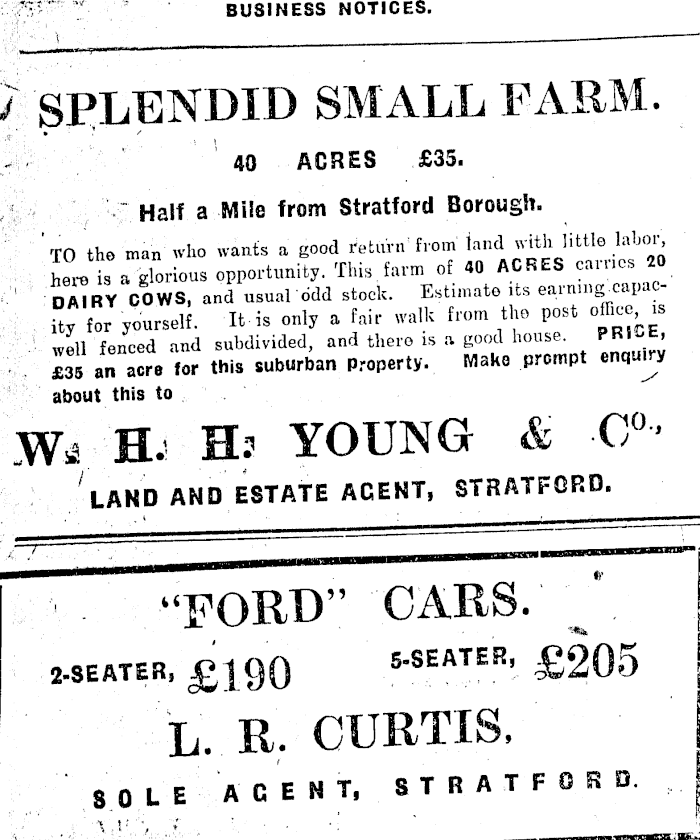 BUSINESS NOTICES.
SPLENDID SMALL FARM.
40 ACRES £35.
Half a Mile from Stratford Borough.
TO the man who wants a good return from land with little labor,
here is a glorious opportunity. This farm of 40 ACRES carries 20
DAIRY COWS, and usual odd stock. Estimate its earning capac-
ity for yourself. It is only a fair walk from the post office, is
well fenced and subdivided, and there is a good house. PRICE,
£35 an acre for this suburban property. Make prompt enquiry
about this to
W. H. H. YOUNG & Co.,
LAND AND ESTATE AGENT, STRATFORD.
"FORD" CARS.
2-SEATER, £190 5-SEATER, £205
L. R. CURTIS,
SOLE AGENT, STRATFORD.